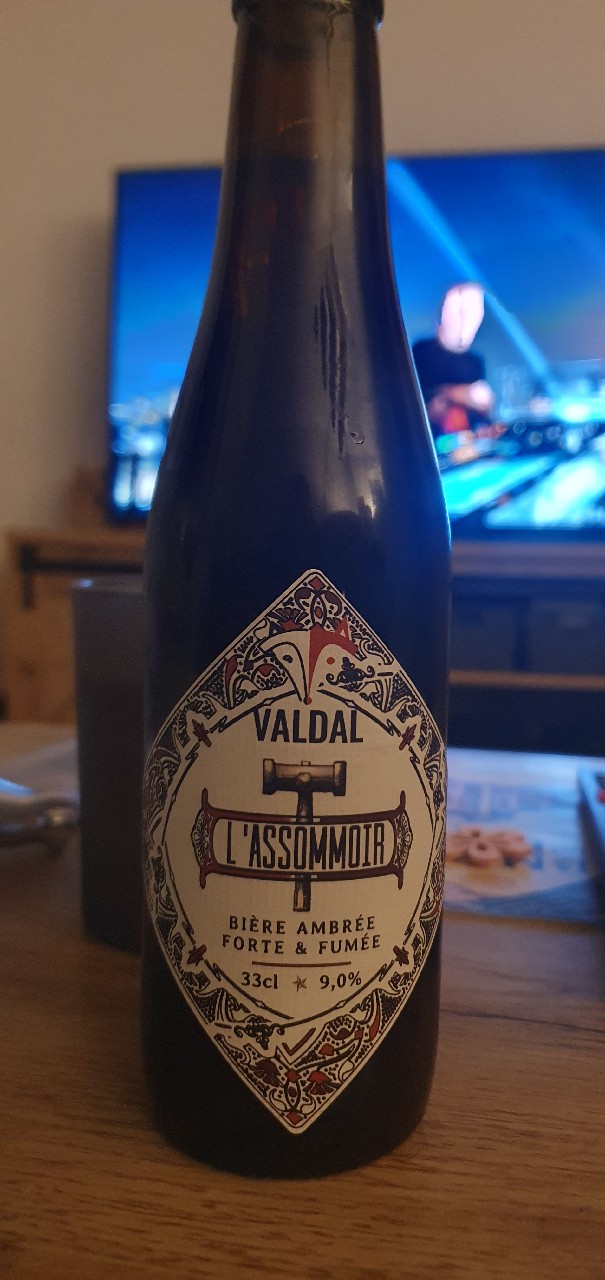 VALDAL
L'ASSOMMOIR
BIÈRE AMBRÉE
FORTE & FUMÉE
33cl 9,0%